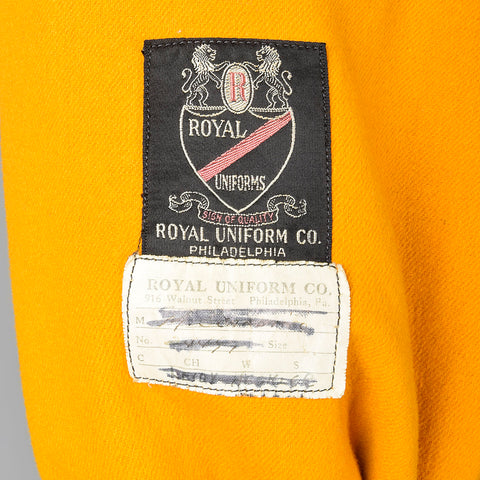 R
ROYAL
UNIFORMS
SIGN OF QUALITY
ROYAL UNIFORM CO.
PHILADELPHIA
ROYAL UNIFORM CO.
916 Walnut Street Philadelphia, Pa.
M
No. Size
C CH W S